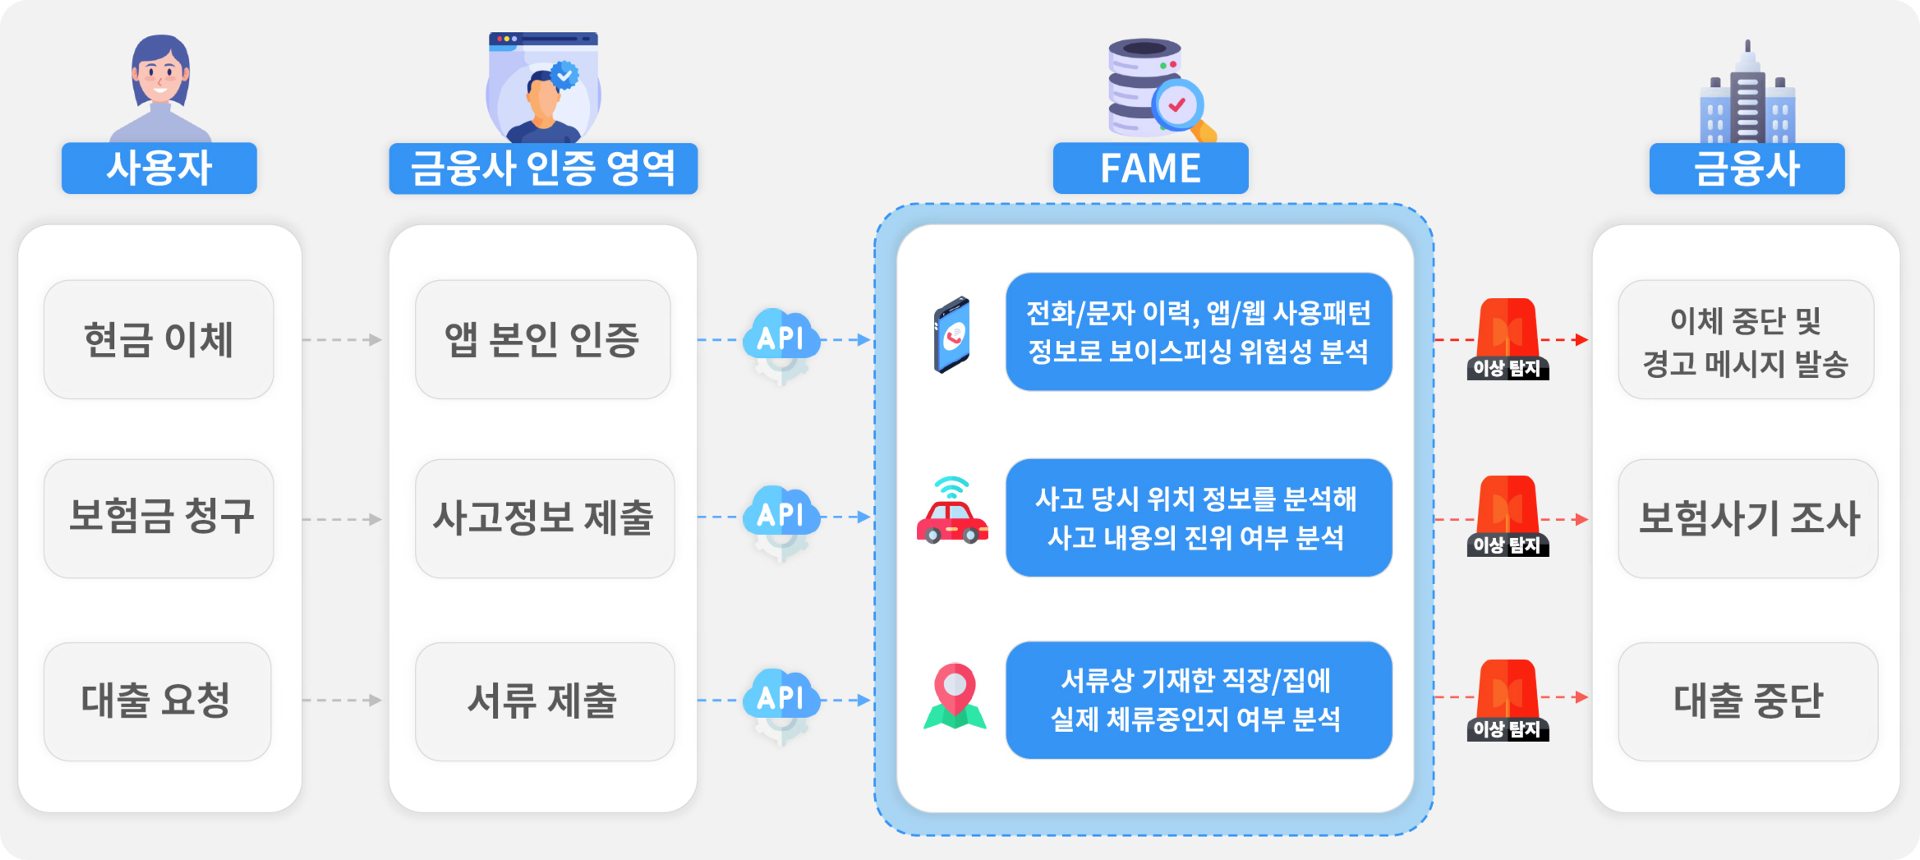 사용자
금융사 인증 영역
FAME
금융사
현금 이체
앱 본인 인증
API
전화/문자 이력, 앱/웹 사용패턴
정보로 보이스피싱 위험성 분석
이상 탐지
이체 중단 및
경고 메시지 발송
보험금 청구
사고정보 제출
API
사고 당시 위치 정보를 분석해
사고 내용의 진위 여부 분석
이상 탐지
보험사기 조사
대출 요청
서류 제출
API
서류상 기재한 직장/집에
실제 체류중인지 여부 분석
이상 탐지
대출 중단